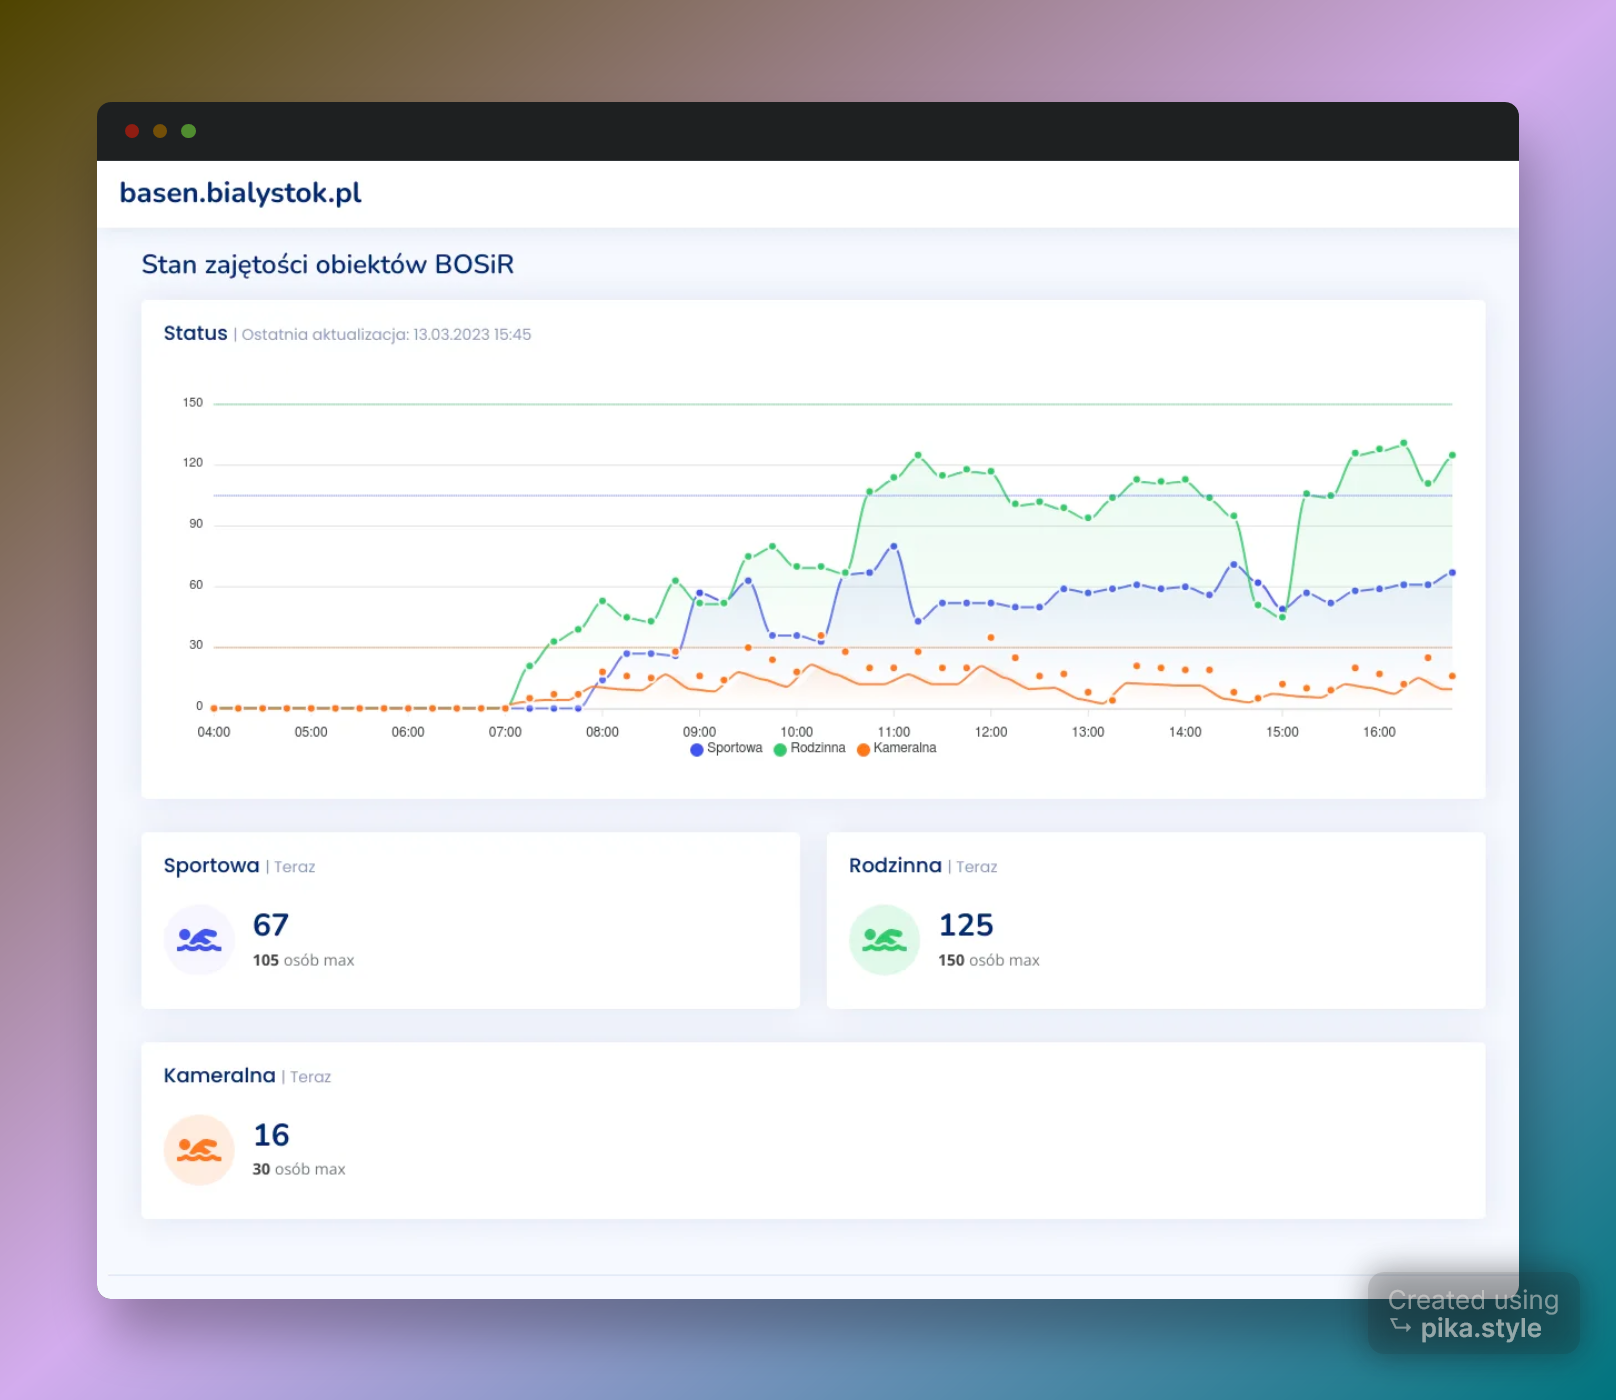 basen.bialystok.pl
Stan zajętości obiektów BOSiR
Status | Ostatnia aktualizacja: 13.03.2023 15:45
150
120
90
60
30
0
04:00 05:00 06:00 07:00 08:00 09:00 10:00 11:00 12:00 13:00 14:00 15:00 16:00
Sportowa Rodzinna Kameralna
Sportowa | Teraz
67
105 osób max
Rodzinna | Teraz
125
150 osób max
Kameralna | Teraz
16
30 osób max
Created using
pika.style